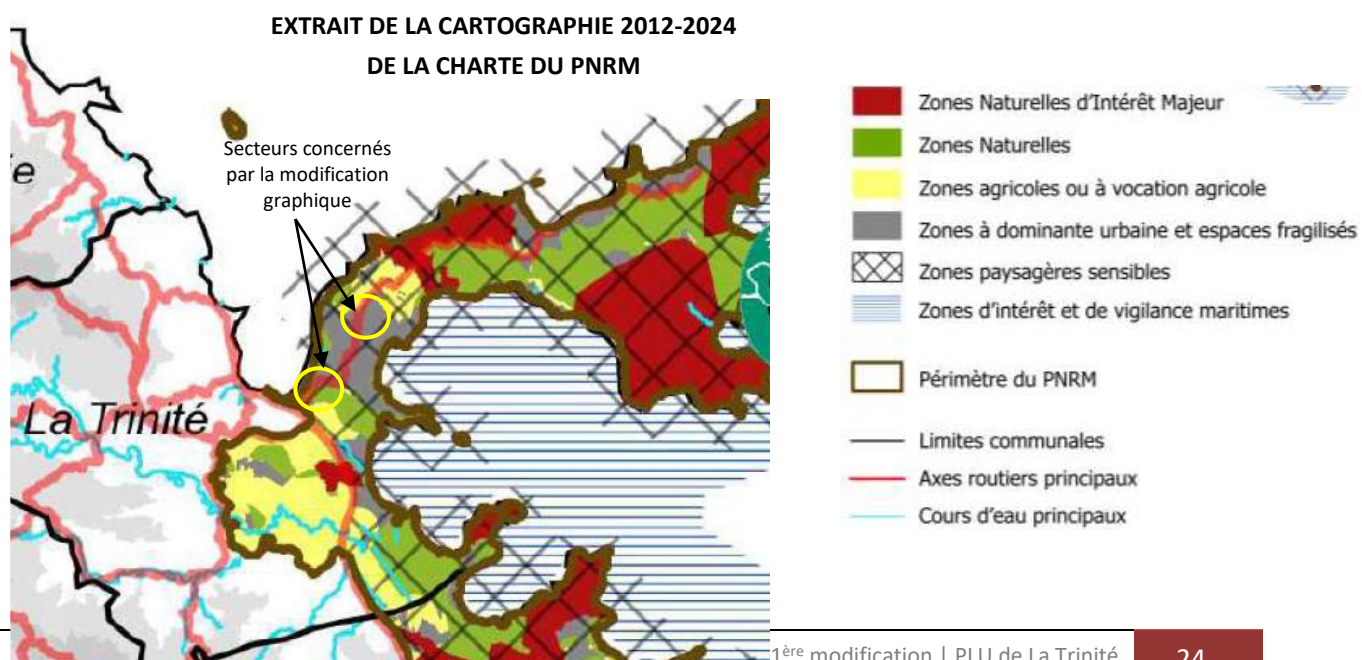 EXTRAIT DE LA CARTOGRAPHIE 2012-2024
DE LA CHARTE DU PNRM
Secteurs concernés
par la modification
graphique
e
La Trinité
Zones Naturelles d'Intérêt Majeur
Zones Naturelles
Zones agricoles ou à vocation agricole
Zones à dominante urbaine et espaces fragilisés
Zones paysagères sensibles
Zones d'intérêt et de vigilance maritimes
Périmètre du PNRM
Limites communales
Axes routiers principaux
Cours d'eau principaux
1ère modification | PLU de La Trinité
24